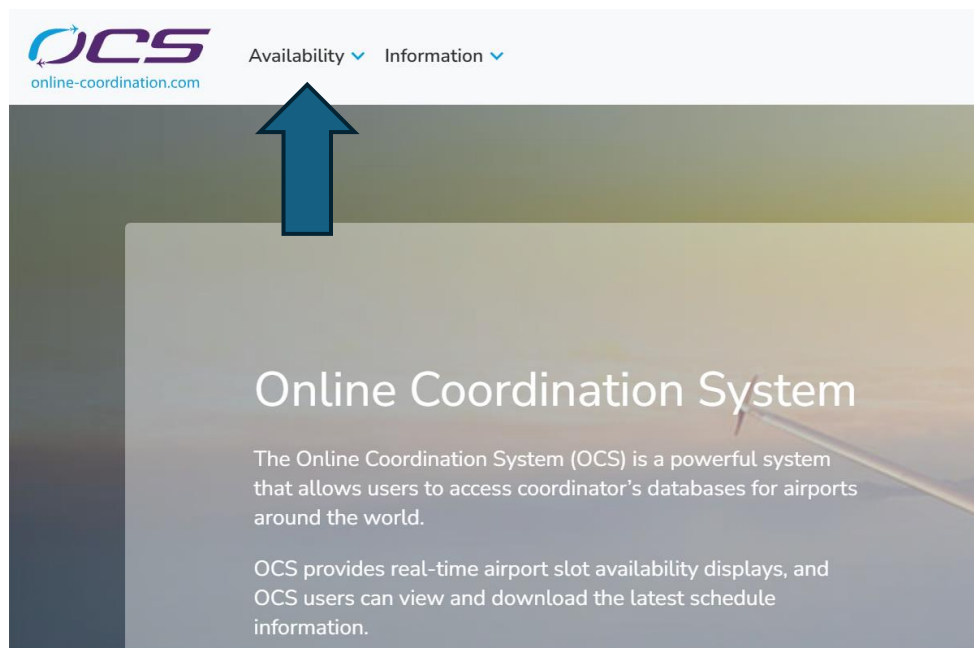 OCS
online-coordination.com
Availability Information
Online Coordination System
The Online Coordination System (OCS) is a powerful system
that allows users to access coordinator’s databases for airports
around the world.
OCS provides real-time airport slot availability displays, and
OCS users can view and download the latest schedule
information.